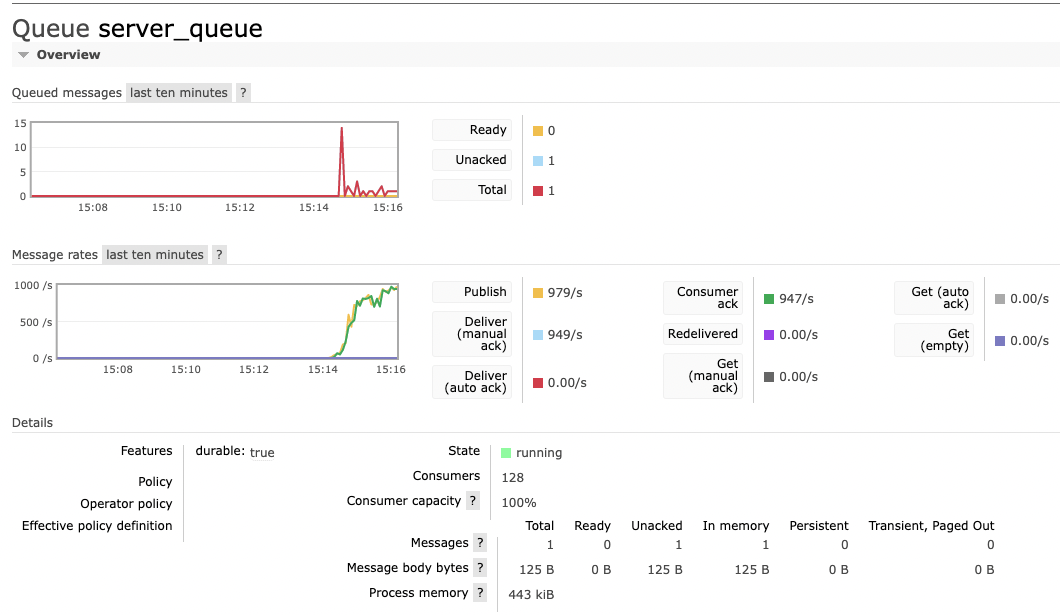 Queue server_queue
Overview
Queued messages last ten minutes ?
15
10
5
0
15:08 15:10 15:12 15:14 15:16
Ready 0
Unacked 1
Total 1
Message rates last ten minutes ?
1000 /s
500 /s
0 /s
15:08 15:10 15:12 15:14 15:16
Publish 979/s
Deliver
(manual
ack)
949/s
Deliver
(auto ack)
0.00/s
Consumer
ack
947/s
Redelivered 0.00/s
Get
(manual
ack)
0.00/s
Get (auto
ack)
0.00/s
Get
(empty)
0.00/s
Details
Features durable: true
Policy
Operator policy
Effective policy definition
State running
Consumers 128
Consumer capacity ? 100%
Total Ready Unacked In memory Persistent Transient, Paged Out
Messages ? 1 0 1 1 0 0
Message body bytes ? 125 B 0 B 125 B 125 B 0 B 0 B
Process memory ? 443 kiB